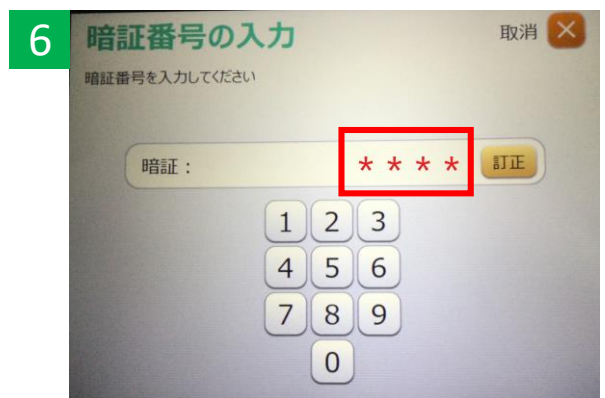 6
暗証番号の入力
取消 ×
暗証番号を入力してください
暗証： * * * * 訂正
1 2 3
4 5 6
7 8 9
0